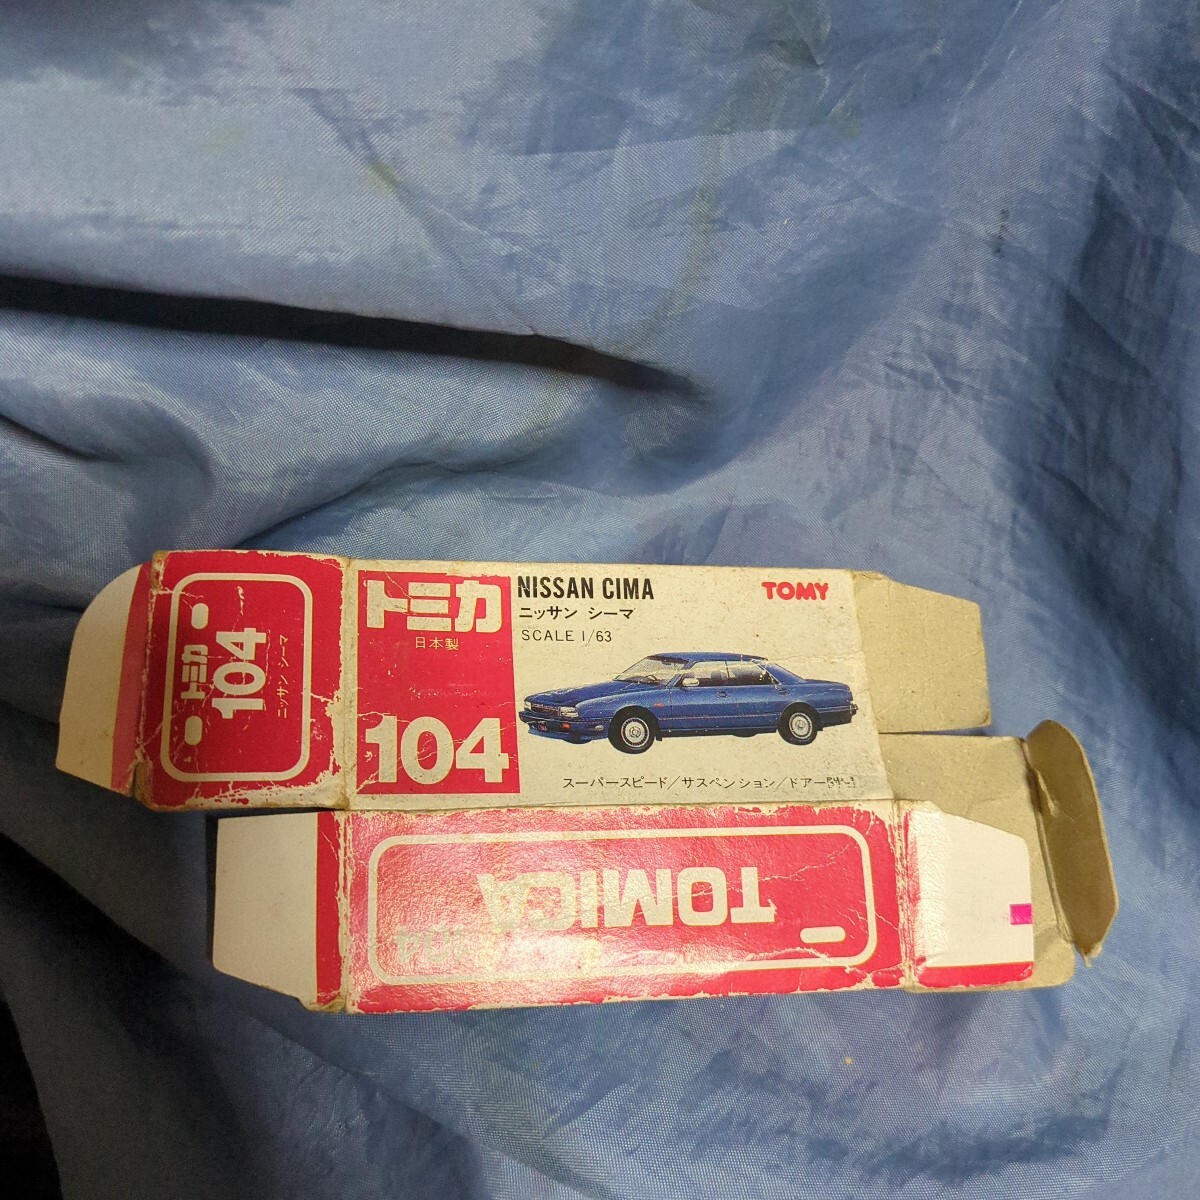 トミカ
104
ニッサン シーマ
トミカ
日本製
104
NISSAN CIMA
ニッサン シーマ
SCALE 1/63
TOMY
スーパースピード/サスペンション/ドアー開閉
TOMICA